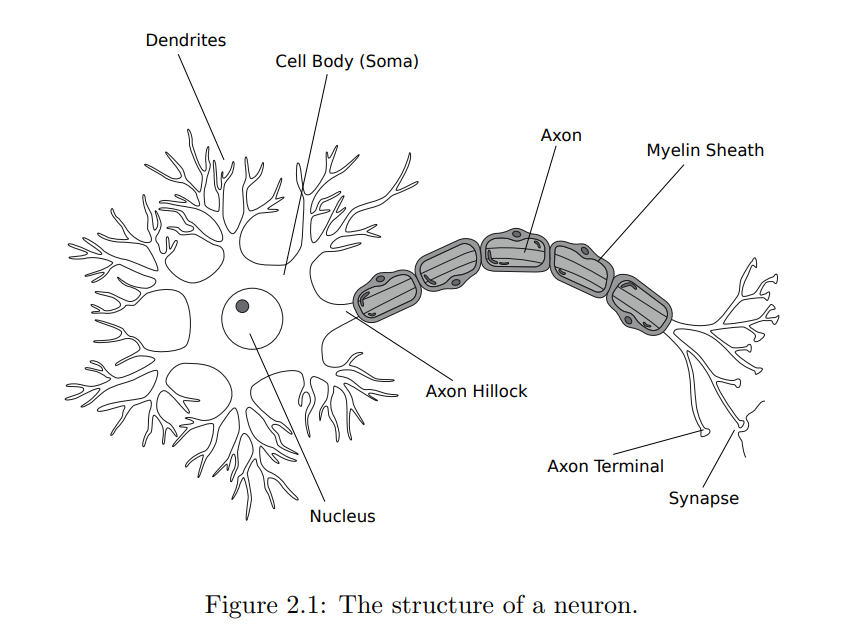 Dendrites
Cell Body (Soma)
Axon
Myelin Sheath
Axon Hillock
Axon Terminal
Synapse
Nucleus
Figure 2.1: The structure of a neuron.